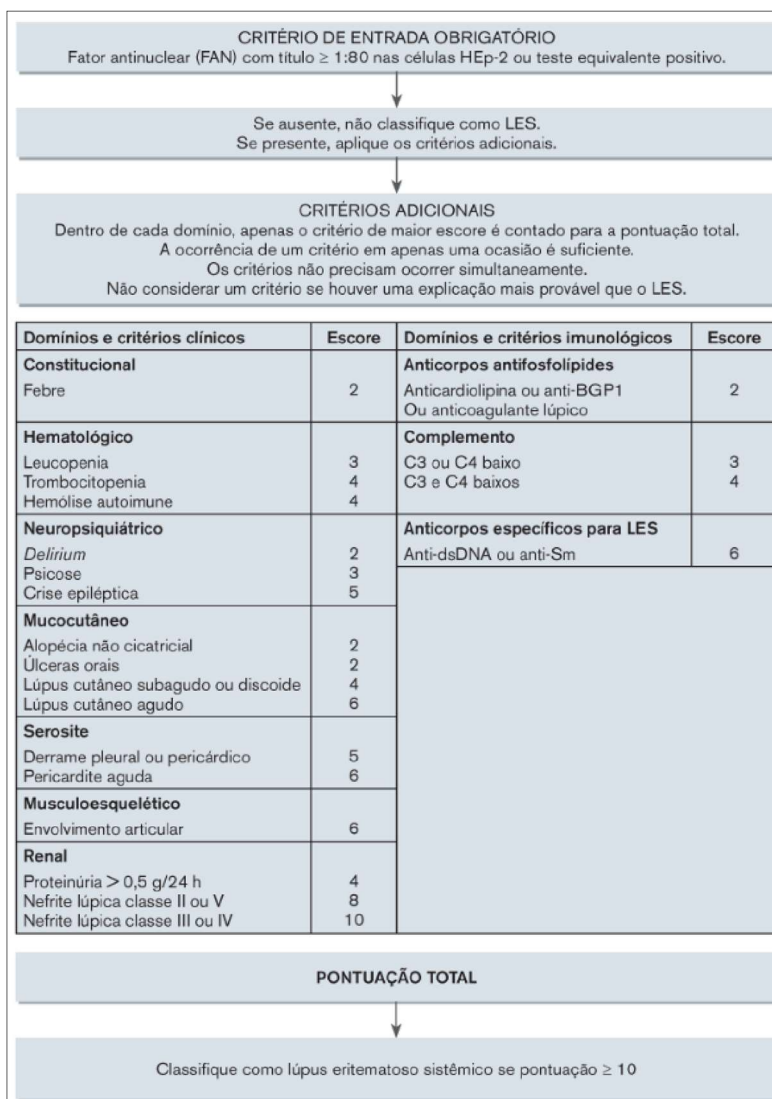 CRITÉRIO DE ENTRADA OBRIGATÓRIO
Fator antinuclear (FAN) com título ≥ 1:80 nas células HEp-2 ou teste equivalente positivo.
Se ausente, não classifique como LES.
Se presente, aplique os critérios adicionais.
CRITÉRIOS ADICIONAIS
Dentro de cada domínio, apenas o critério de maior escore é contado para a pontuação total.
A ocorrência de um critério em apenas uma ocasião é suficiente.
Os critérios não precisam ocorrer simultaneamente.
Não considerar um critério se houver uma explicação mais provável que o LES.
Domínios e critérios clínicos Escore Domínios e critérios imunológicos Escore
Constitucional Anticorpos antifosfolípides
Febre 2 Anticardiolipina ou anti-BGP1 2
Ou anticoagulante lúpico
Hematológico Complemento
Leucopenia 3 C3 ou C4 baixo 3
Trombocitopenia 4 C3 e C4 baixos 4
Hemólise autoimune 4
Neuropsiquiátrico Anticorpos específicos para LES
Delirium 2 Anti-dsDNA ou anti-Sm 6
Psicose 3
Crise epiléptica 5
Mucocutâneo
Alopécia não cicatricial 2
Úlceras orais 2
Lúpus cutâneo subagudo ou discoide 4
Lúpus cutâneo agudo 6
Serosite
Derrame pleural ou pericárdico 5
Pericardite aguda 6
Musculoesquelético
Envolvimento articular 6
Renal
Proteinúria > 0,5 g/24 h 4
Nefrite lúpica classe II ou V 8
Nefrite lúpica classe III ou IV 10
PONTUAÇÃO TOTAL
Classifique como lúpus eritematoso sistêmico se pontuação ≥ 10